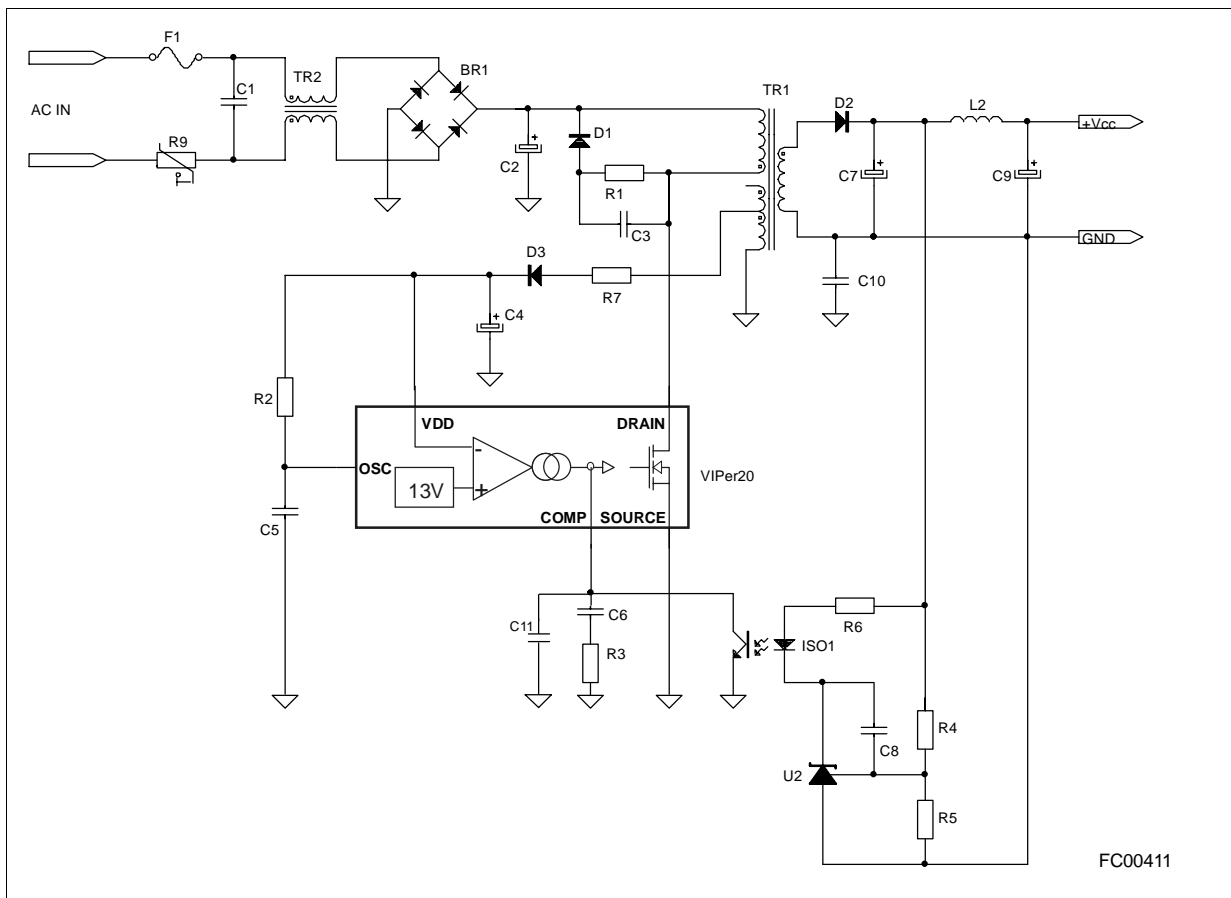 F1
TR2
BR1
TR1
C1
AC IN
D1
D2
L2
+Vcc
R9
C2
R1
C7
C9
C3
GND
D3
R7
C10
C4
R2
VDD
DRAIN
-
OSC
13V
+
VIPer20
COMP
SOURCE
C5
C6
C11
R6
R3
ISO1
C8
R4
U2
R5
FC00411
+
+
+
+